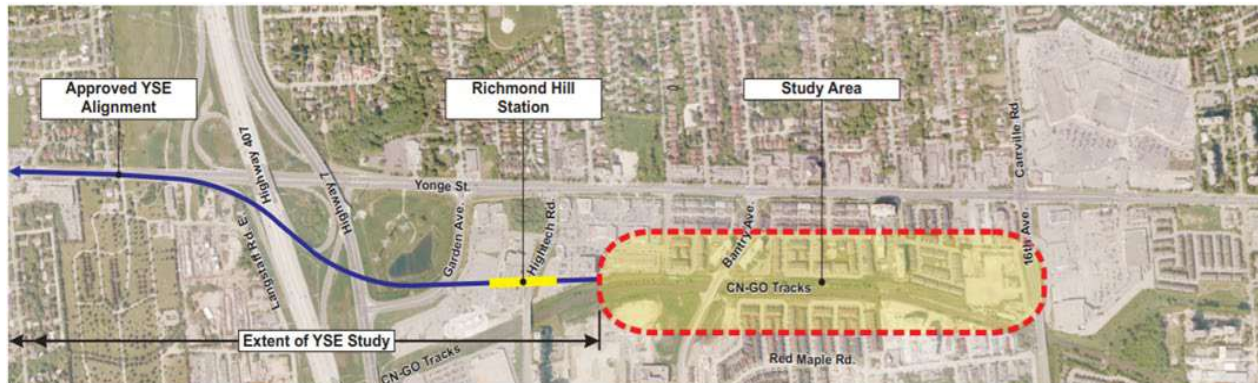 Approved YSE
Alignment
Richmond Hill
Station
Study Area
Highway 407
Highway 7
Yonge St.
Carrville Rd
Langstaff Rd. E.
Garden Ave.
Hightech Rd.
Bantry Ave.
16th Ave.
CN-GO Tracks
Extent of YSE Study
CN-GO Tracks
Red Maple Rd.